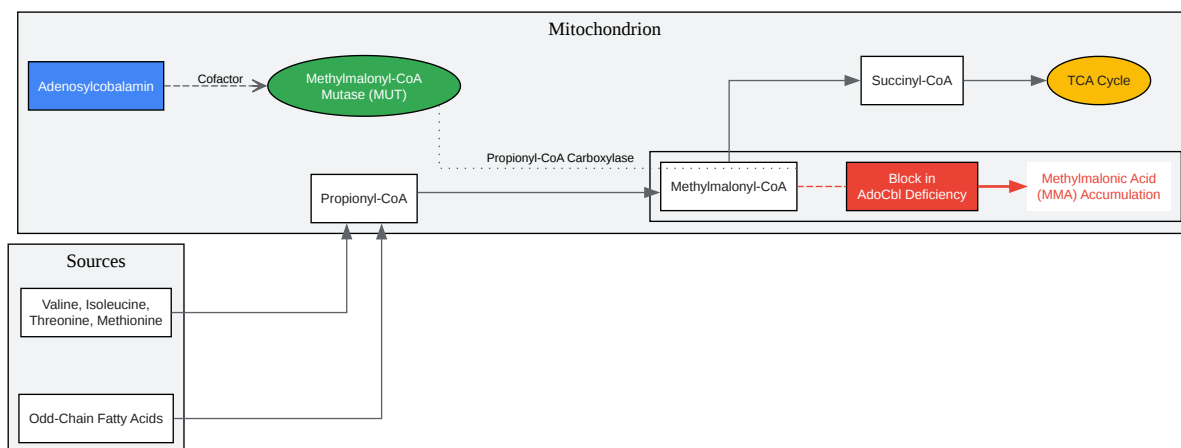 Mitochondrion
Adenosylcobalamin
Cofactor
Methylmalonyl-CoA
Mutase (MUT)
Succinyl-CoA
TCA Cycle
Propionyl-CoA Carboxylase
Propionyl-CoA
Methylmalonyl-CoA
Block in
AdoCbl Deficiency
Methylmalonic Acid
(MMA) Accumulation
Sources
Valine, Isoleucine,
Threonine, Methionine
Odd-Chain Fatty Acids